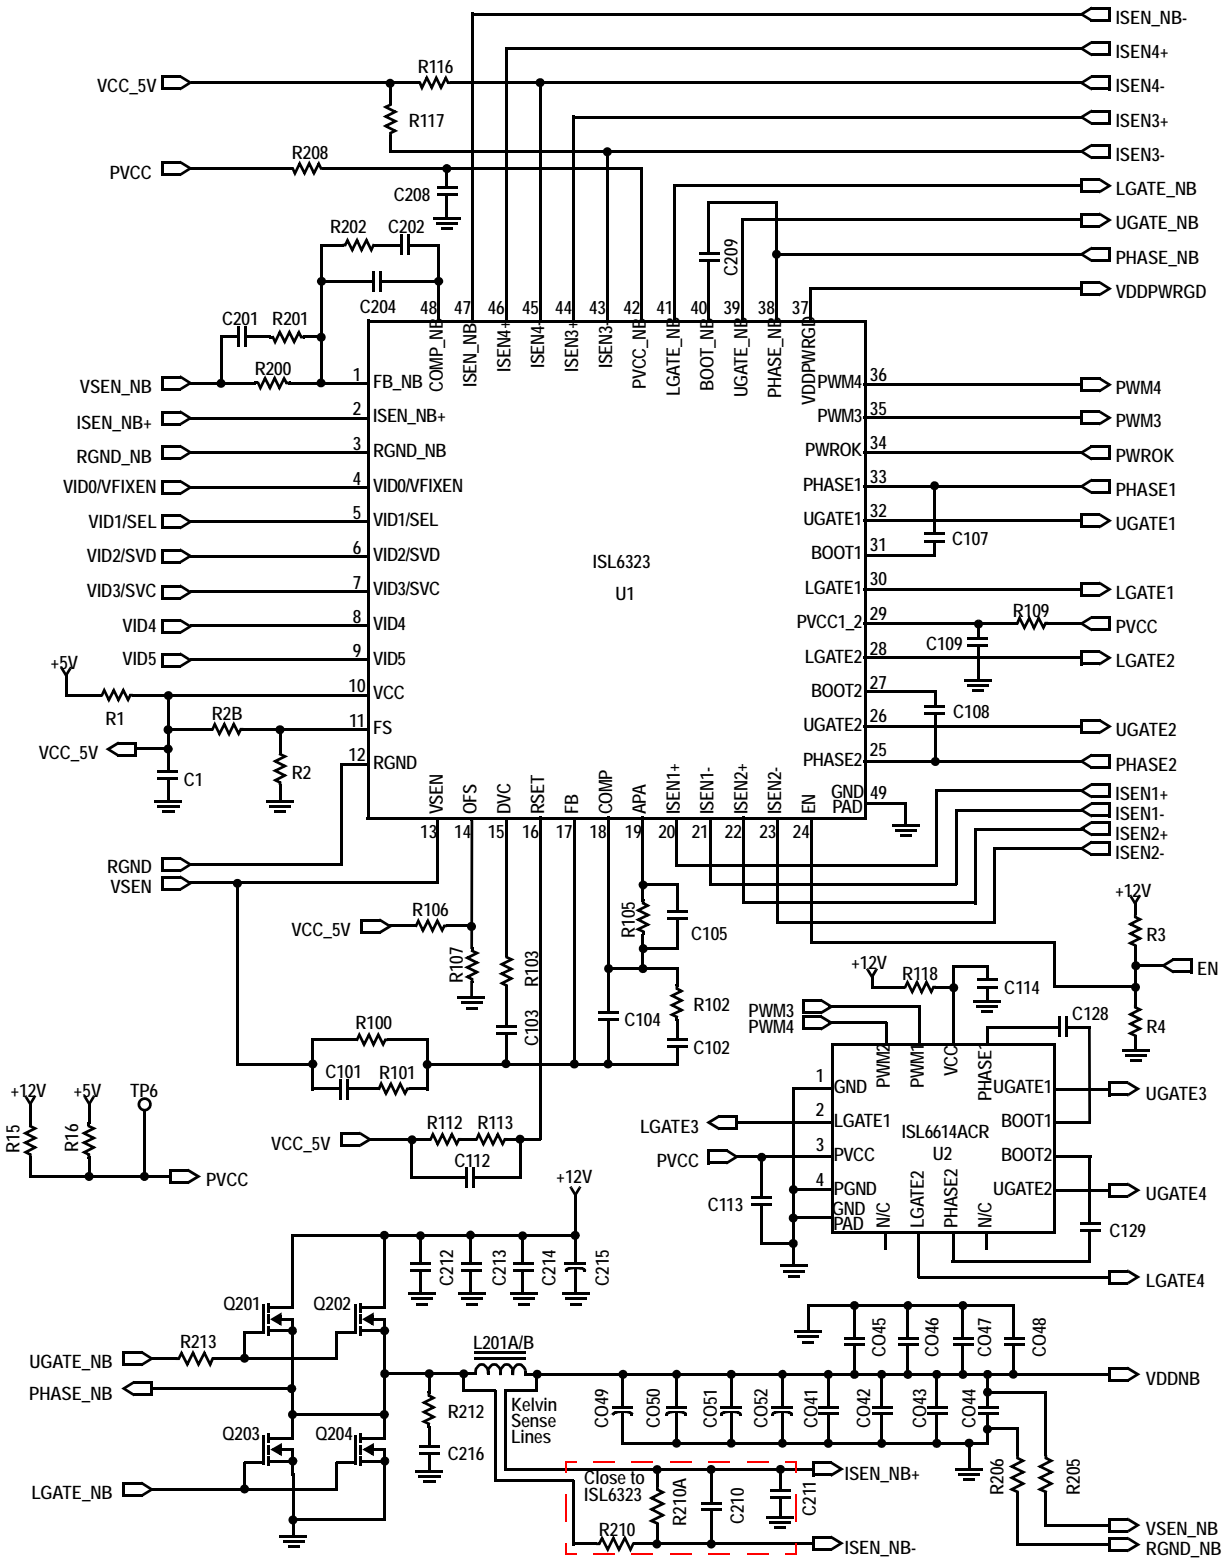 ISEN_NB-
ISEN4+
VCC_5V
R116
ISEN4-
R117
ISEN3+
PVCC
R208
ISEN3-
C208
LGATE_NB
R202
C202
C209
UGATE_NB
PHASE_NB
C204
48
47
46
45
44
43
42
41
40
39
38
37
VDDPWRGD
C201
R201
COMP_NB
ISEN_NB
ISEN4+
ISEN4-
ISEN3+
ISEN3-
PVCC_NB
LGATE_NB
BOOT_NB
UGATE_NB
PHASE_NB
VDDPWRGD
VSEN_NB
R200
1
FB_NB
PWM4
36
PWM4
ISEN_NB+
2
ISEN_NB+
PWM3
35
PWM3
RGND_NB
3
RGND_NB
PWROK
34
PWROK
VID0/VFIXEN
4
VID0/VFIXEN
PHASE1
33
PHASE1
VID1/SEL
5
VID1/SEL
UGATE1
32
UGATE1
VID2/SVD
6
VID2/SVD
ISL6323
BOOT1
31
C107
VID3/SVC
7
VID3/SVC
U1
LGATE1
30
LGATE1
VID4
8
VID4
PVCC1_2
29
R109
PVCC
VID5
9
VID5
LGATE2
28
C109
LGATE2
+5V
R1
10
VCC
BOOT2
27
C108
R2B
11
FS
UGATE2
26
UGATE2
VCC_5V
C1
R2
12
RGND
PHASE2
25
PHASE2
VSEN
OFS
DVC
RSET
FB
COMP
APA
ISEN1+
ISEN1-
ISEN2+
ISEN2-
EN
GND
PAD
49
ISEN1+
ISEN1-
ISEN2+
ISEN2-
13
14
15
16
17
18
19
20
21
22
23
24
RGND
VSEN
VCC_5V
R106
R107
R103
R105
C105
+12V
R3
EN
R4
C103
C104
R102
C102
+12V
R118
C114
PWM3
PWM4
C128
R100
C101
R101
PWM2
PWM1
VCC
PHASE1
1
GND
UGATE1
UGATE3
2
LGATE1
BOOT1
LGATE3
ISL6614ACR
U2
3
PVCC
BOOT2
PVCC
4
PGND
UGATE2
UGATE4
GND
PAD
N/C
LGATE2
PHASE2
N/C
C113
C129
LGATE4
+12V
+5V
TP6
R15
R16
PVCC
VCC_5V
R112
R113
C112
+12V
C212
C213
C214
C215
Q201
Q202
UGATE_NB
R213
PHASE_NB
L201A/B
Kelvin
Sense
Lines
R212
C216
Q203
Q204
LGATE_NB
CO45
CO46
CO47
CO48
VDDNB
CO49
CO50
CO51
CO52
CO41
CO42
CO43
CO44
R206
R205
Close to
ISL6323
R210A
C210
C211
R210
ISEN_NB+
ISEN_NB-
VSEN_NB
RGND_NB